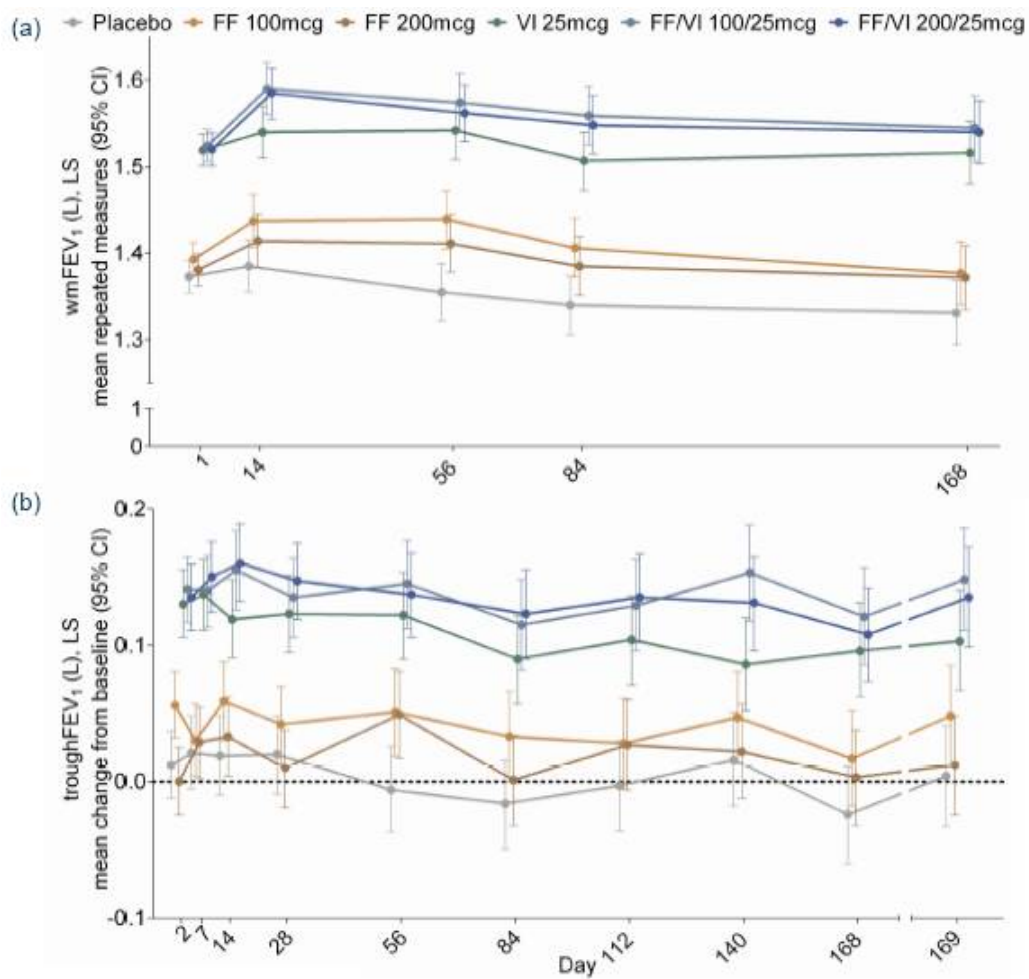 (a)
Placebo FF 100mcg FF 200mcg VI 25mcg FF/VI 100/25mcg FF/VI 200/25mcg
wmFEV₁ (L), LS
mean repeated measures (95% CI)
1.6
1.5
1.4
1.3
1
0
1 14 56 84 168
(b)
troughFEV₁ (L), LS
mean change from baseline (95% CI)
0.2
0.1
0.0
-0.1
2 7 14 28 56 84 112 140 168 169
Day